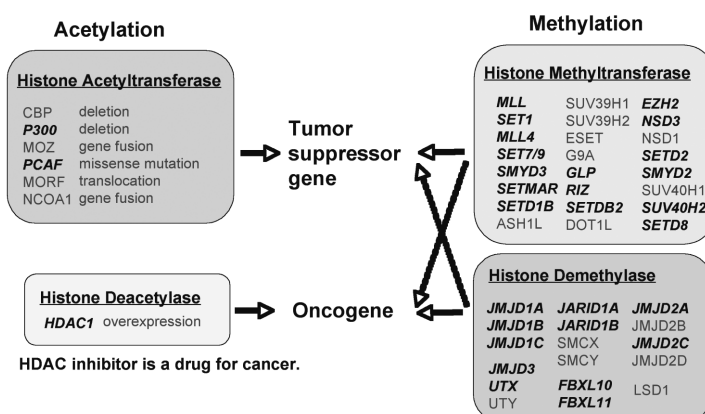 Acetylation
Methylation
Histone Acetyltransferase
CBP deletion
P300 deletion
MOZ gene fusion
PCAF missense mutation
MORF translocation
NCOA1 gene fusion
Tumor
suppressor
gene
Histone Methyltransferase
MLL SUV39H1 EZH2
SET1 SUV39H2 NSD3
MLL4 ESET NSD1
SET7/9 G9A SETD2
SMYD3 GLP SMYD2
SETMAR RIZ SUV40H1
SETD1B SETDB2 SUV40H2
ASH1L DOT1L SETD8
Histone Deacetylase
HDAC1 overexpression
Oncogene
HDAC inhibitor is a drug for cancer.
Histone Demethylase
JMJD1A JARID1A JMJD2A
JMJD1B JARID1B JMJD2B
JMJD1C SMCX JMJD2C
SMCY JMJD2D
JMJD3
UTX FBXL10 LSD1
UTY FBXL11